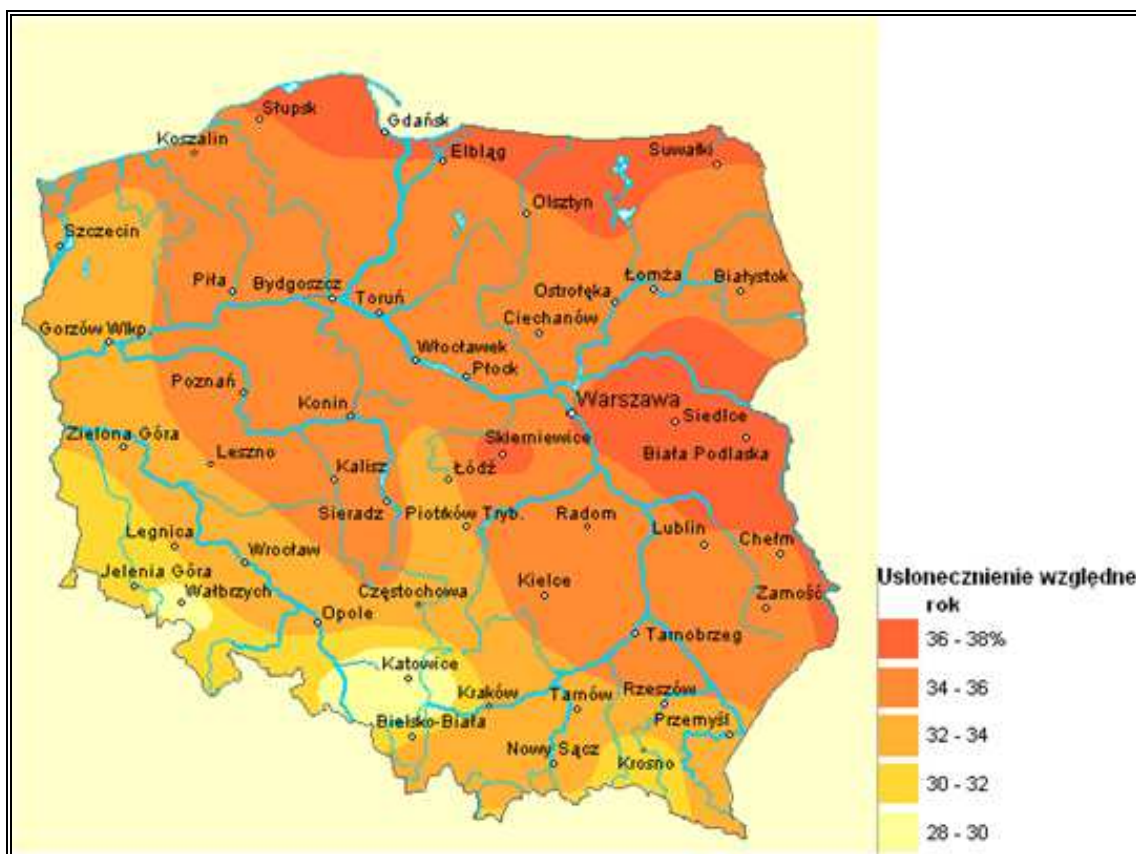 Słupsk
Gdańsk
Koszalin
Elbląg
Suwałki
Olsztyn
Szczecin
Piła
Bydgoszcz
Toruń
Łomża
Białystok
Ostrołęka
Ciechanów
Gorzów Wlkp.
Włocławek
Płock
Poznań
Konin
Warszawa
Siedlce
Skierniewice
Zielona Góra
Leszno
Kalisz
Łódź
Biała Podlaska
Sieradz
Piotrków Tryb.
Radom
Lublin
Chełm
Legnica
Wrocław
Jelenia Góra
Wałbrzych
Częstochowa
Kielce
Zamość
Opole
Tarnobrzeg
Katowice
Kraków
Tarnów
Rzeszów
Przemyśl
Bielsko-Biała
Nowy Sącz
Krosno
Usłonecznienie względne
rok
36 - 38%
34 - 36
32 - 34
30 - 32
28 - 30